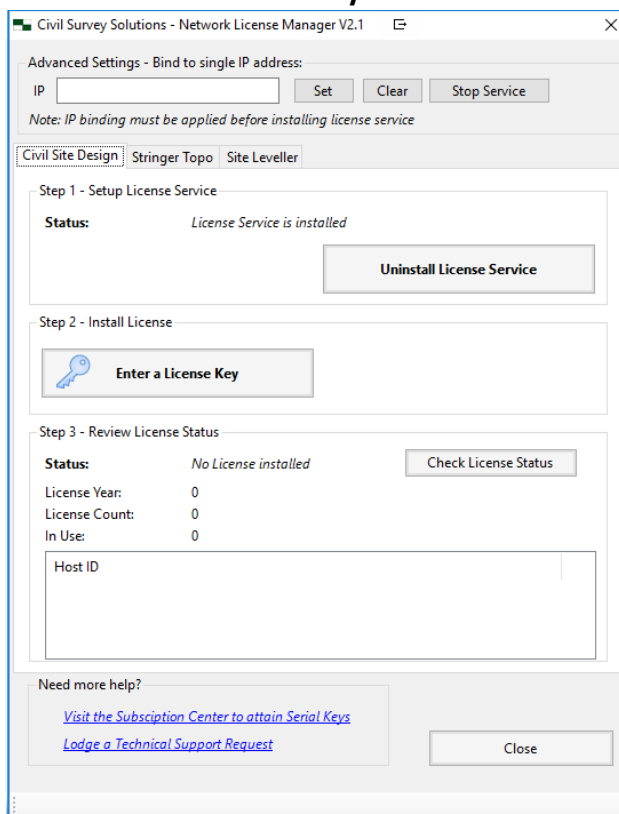 Civil Survey Solutions - Network License Manager V2.1
Advanced Settings - Bind to single IP address:
IP Set Clear Stop Service
Note: IP binding must be applied before installing license service
Civil Site Design Stringer Topo Site Leveller
Step 1 - Setup License Service
Status: License Service is installed
Uninstall License Service
Step 2 - Install License
Enter a License Key
Step 3 - Review License Status
Status: No License installed Check License Status
License Year: 0
License Count: 0
In Use: 0
Host ID
Need more help?
Visit the Subsciption Center to attain Serial Keys
Lodge a Technical Support Request
Close